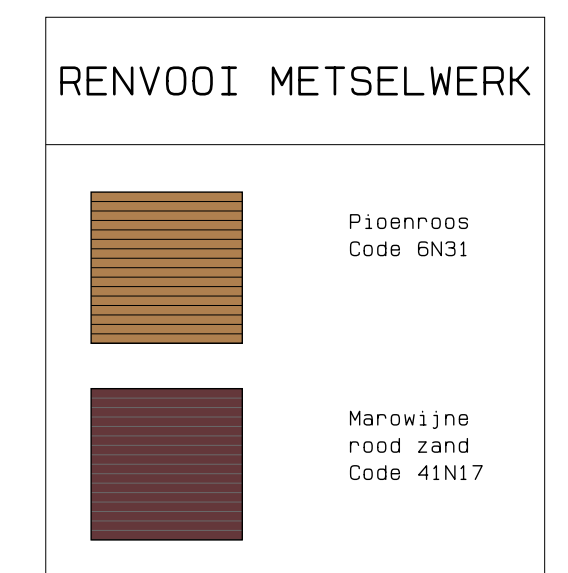 RENVOOI METSELWERK
Pioenroos
Code 6N31
Marowijne
rood zand
Code 41N17